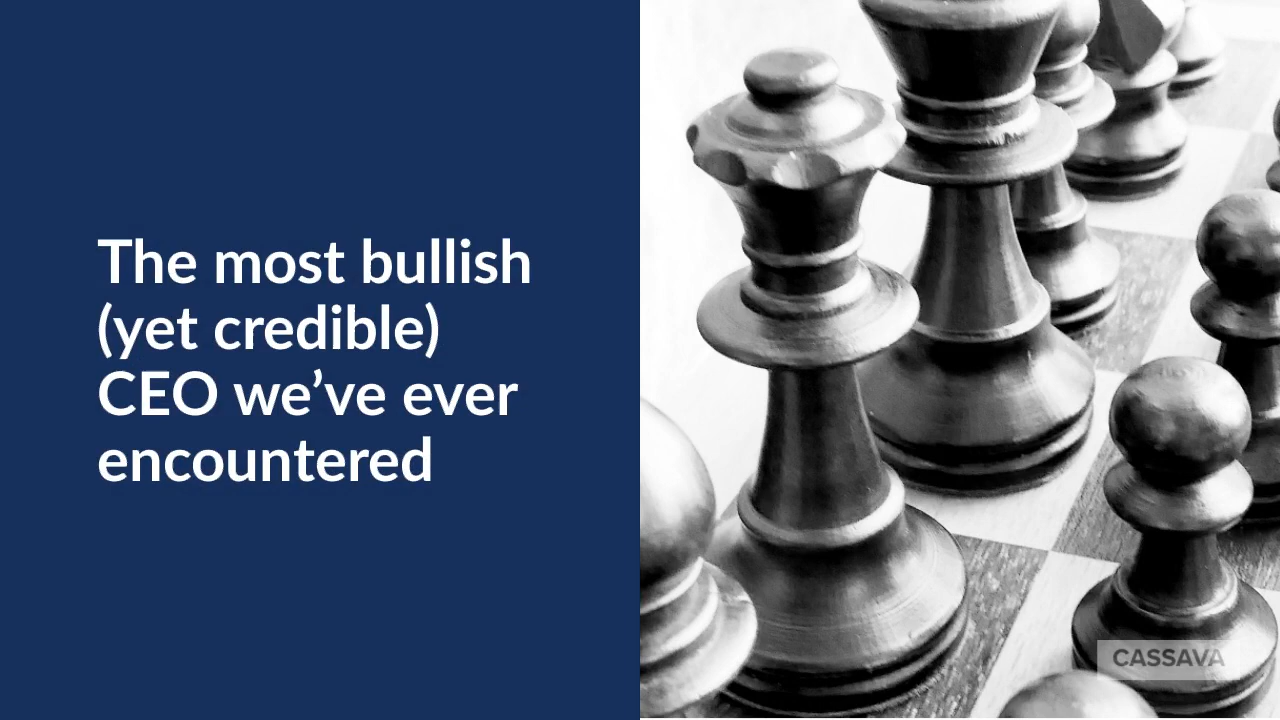 The most bullish
(yet credible)
CEO we’ve ever
encountered
CASSAVA